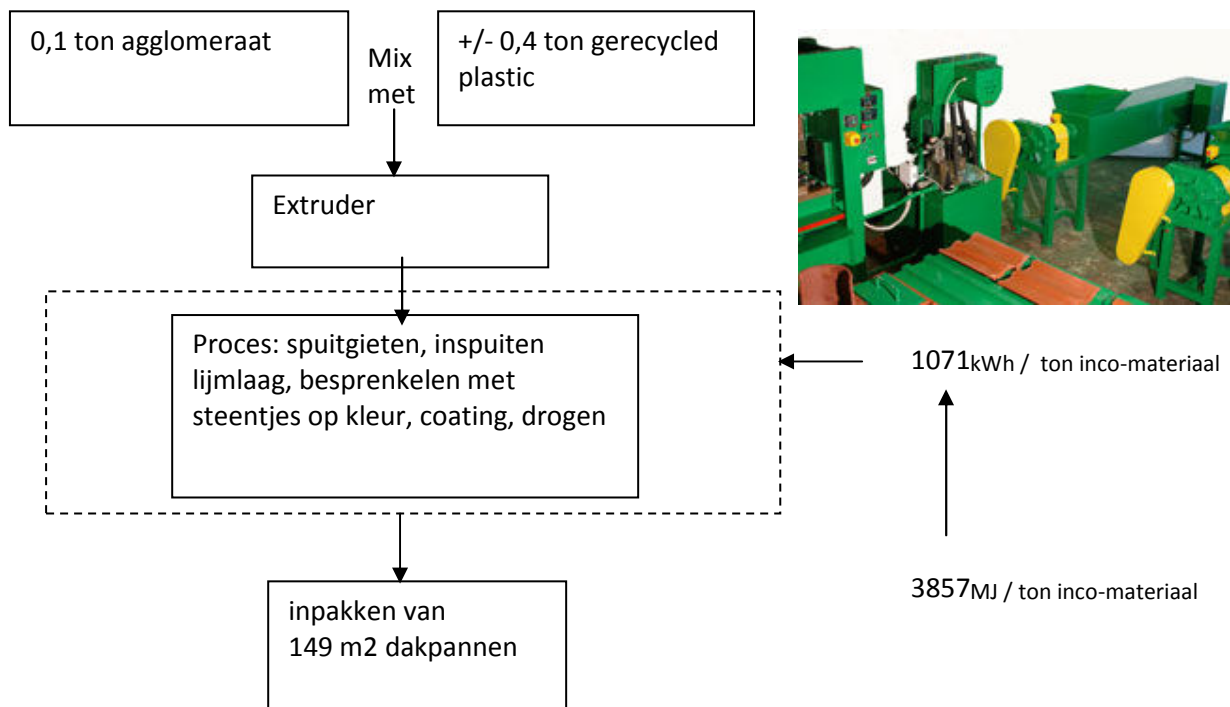 0,1 ton agglomeraat
Mix
met
+/- 0,4 ton gerecycled
plastic
Extruder
Proces: spuitgieten, inspuiten
lijmlaag, besprenkelen met
steentjes op kleur, coating, drogen
1071kWh / ton inco-materiaal
3857MJ / ton inco-materiaal
inpakken van
149 m2 dakpannen